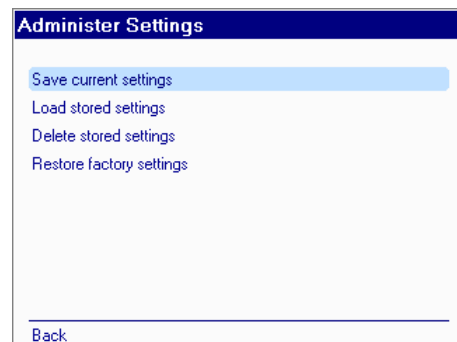 Administer Settings
Save current settings
Load stored settings
Delete stored settings
Restore factory settings
Back